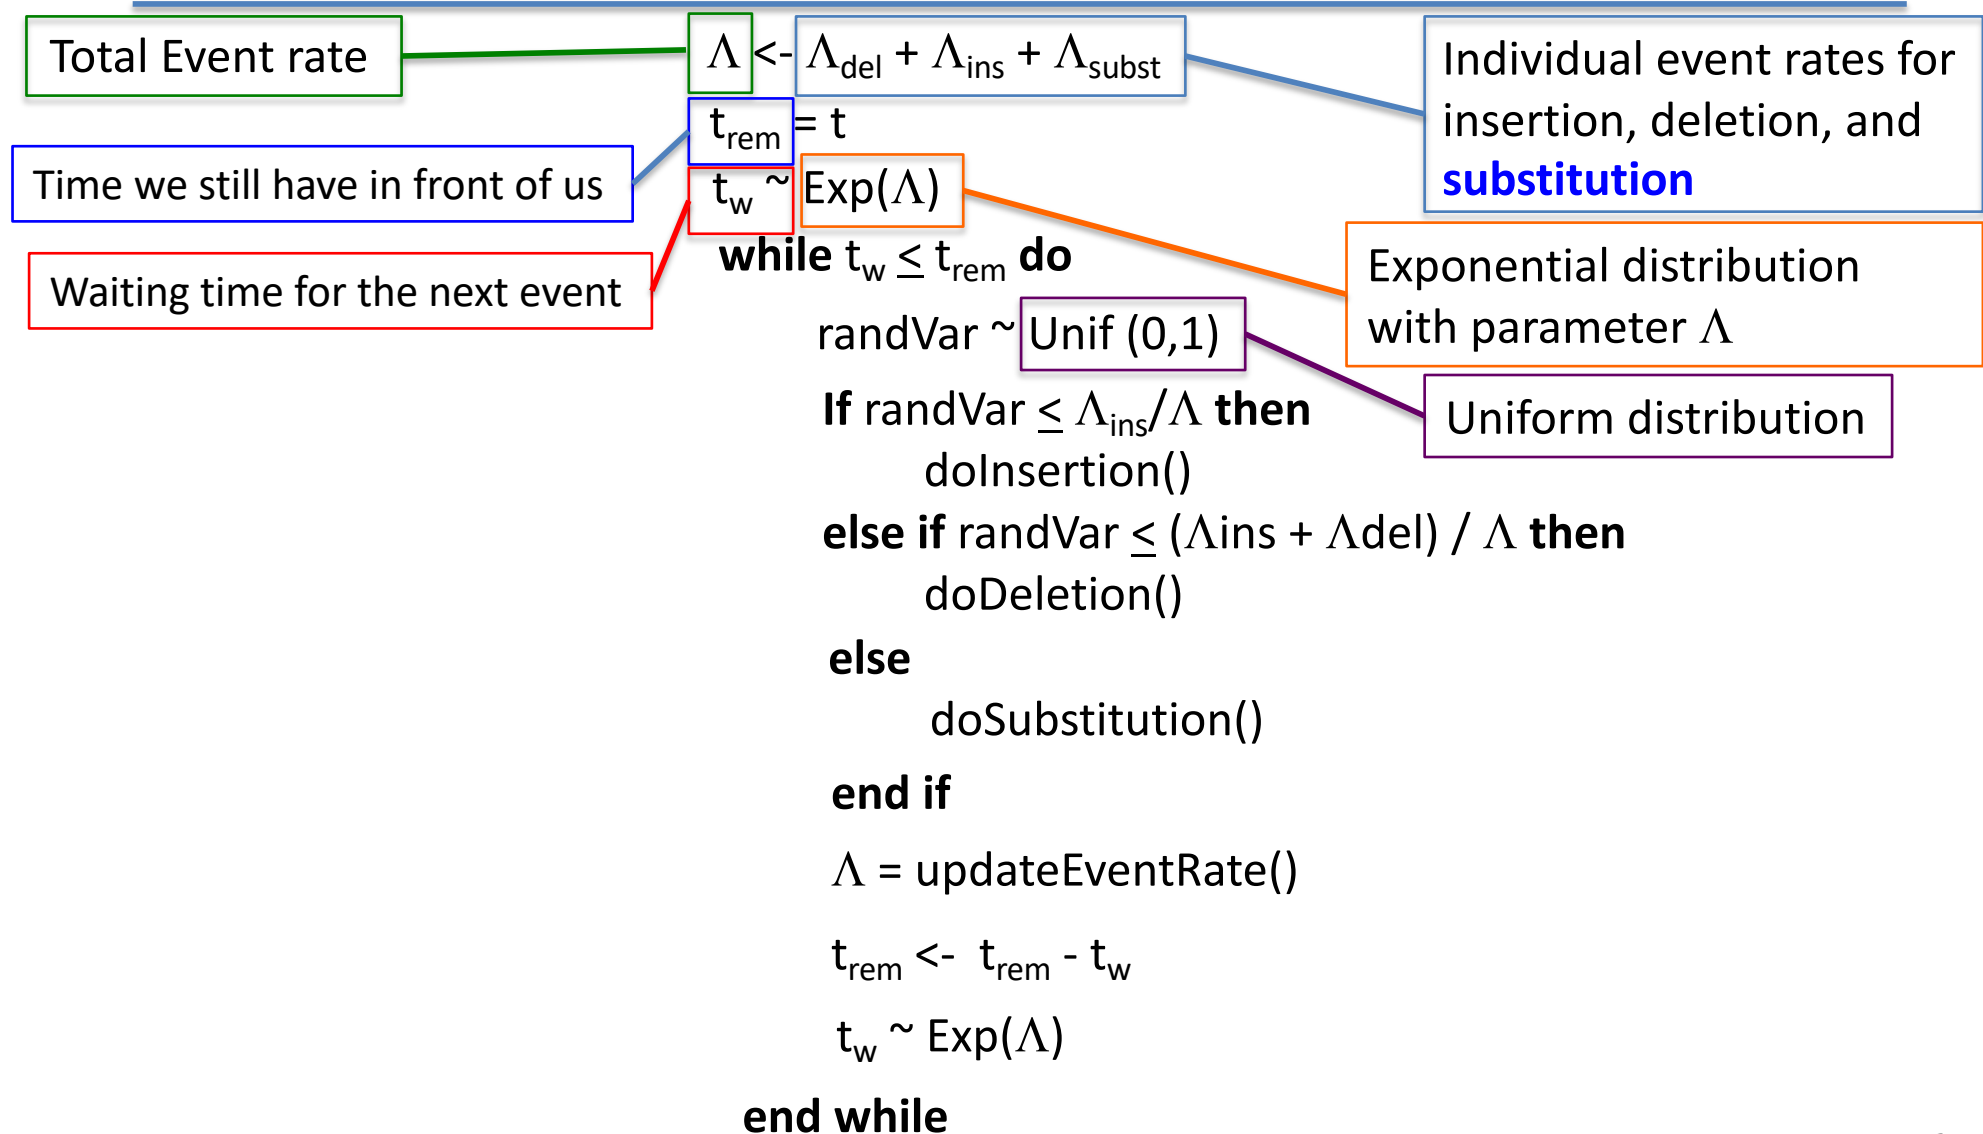 Total Event rate
Λ <- Λdel + Λins + Λsubst
Individual event rates for
insertion, deletion, and
substitution
trem = t
Time we still have in front of us
tw ~ Exp(Λ)
while tw ≤ trem do
Exponential distribution
with parameter Λ
Waiting time for the next event
randVar ~ Unif (0,1)
If randVar ≤ Λins/Λ then
Uniform distribution
doInsertion()
else if randVar ≤ (Λins + Λdel) / Λ then
doDeletion()
else
doSubstitution()
end if
Λ = updateEventRate()
trem <- trem - tw
tw ~ Exp(Λ)
end while